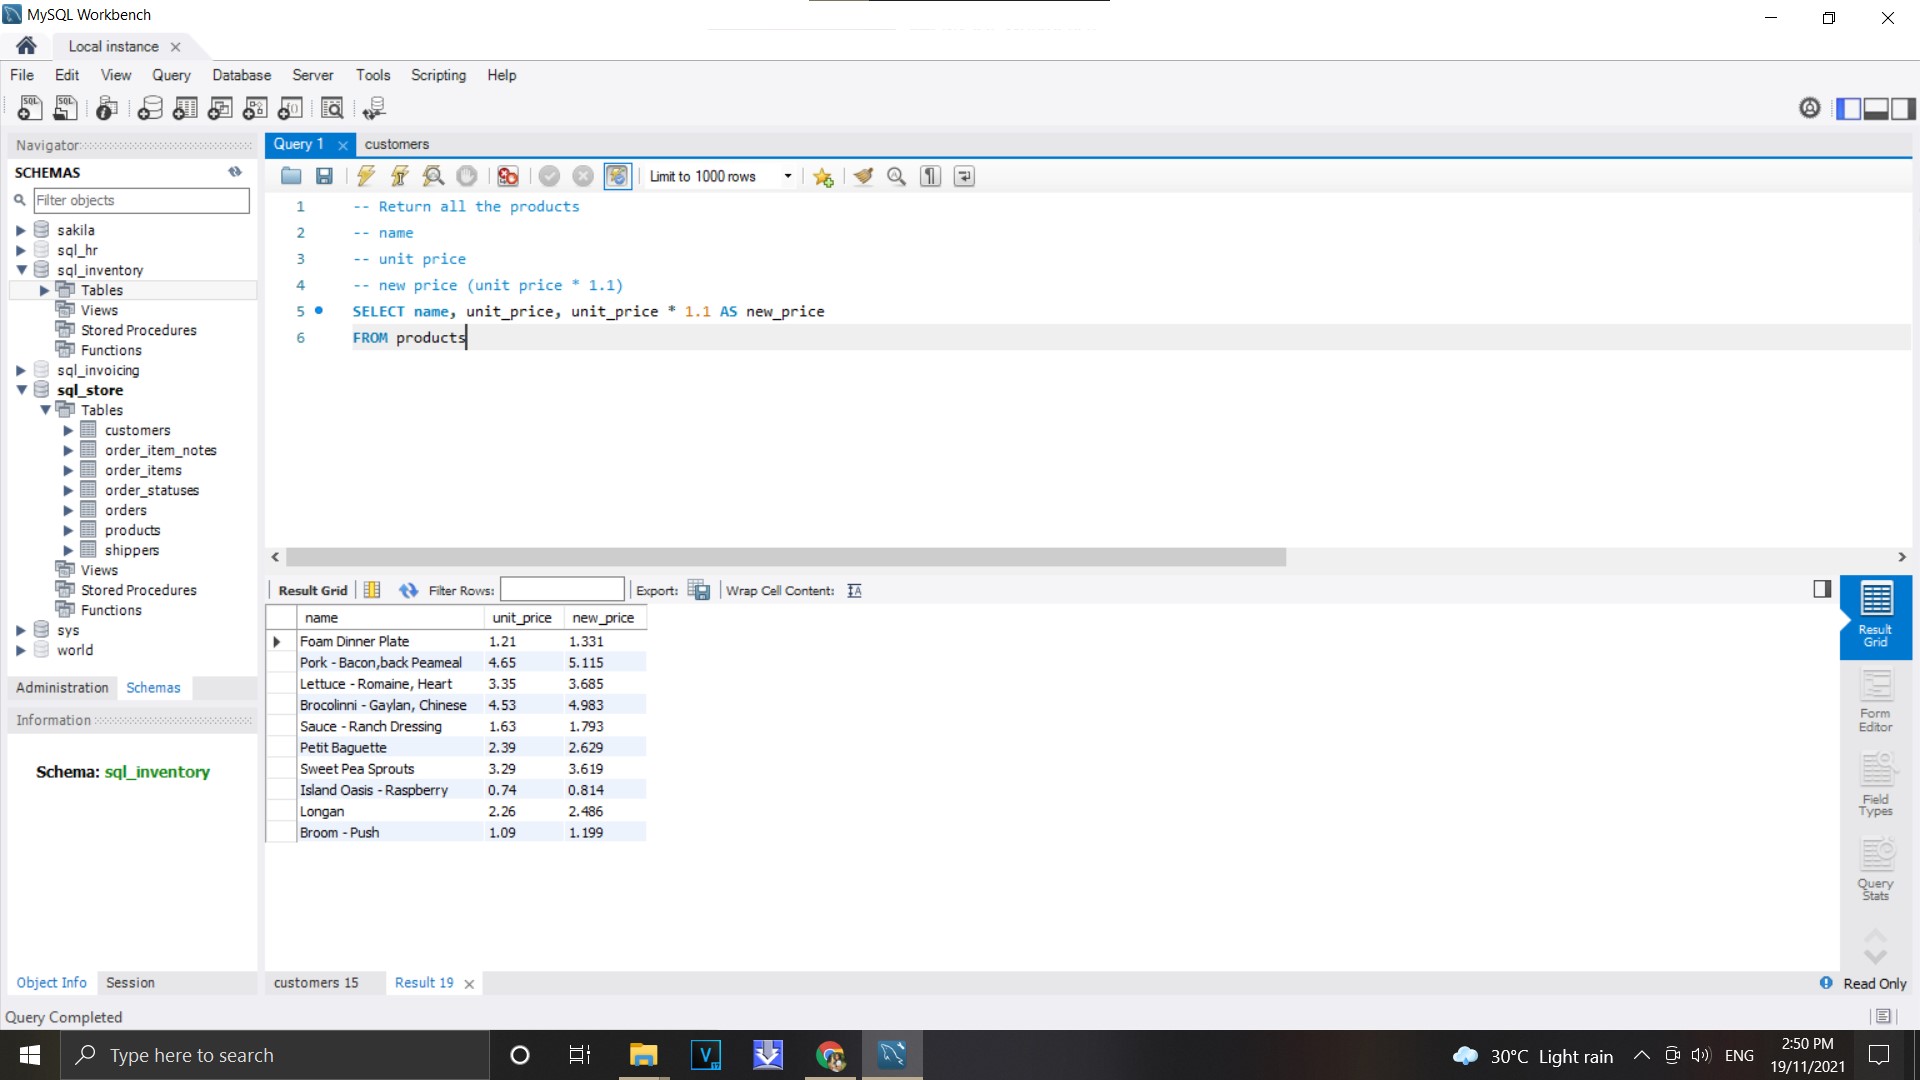 MySQL Workbench
Local instance
File Edit View Query Database Server Tools Scripting Help
Navigator
SCHEMAS
Filter objects
sakila
sql_hr
sql_inventory
Tables
Views
Stored Procedures
Functions
sql_invoicing
sql_store
Tables
customers
order_item_notes
order_items
order_statuses
orders
products
shippers
Views
Stored Procedures
Functions
sys
world
Administration Schemas
Information
Schema: sql_inventory
Object Info Session
Query 1 customers
Limit to 1000 rows
1 -- Return all the products
2 -- name
3 -- unit price
4 -- new price (unit price * 1.1)
5 SELECT name, unit_price, unit_price * 1.1 AS new_price
6 FROM products
Result Grid Filter Rows: Export: Wrap Cell Content:
name unit_price new_price
Foam Dinner Plate 1.21 1.331
Pork - Bacon,back Peameal 4.65 5.115
Lettuce - Romaine, Heart 3.35 3.685
Brocolinni - Gaylan, Chinese 4.53 4.983
Sauce - Ranch Dressing 1.63 1.793
Petit Baguette 2.39 2.629
Sweet Pea Sprouts 3.29 3.619
Island Oasis - Raspberry 0.74 0.814
Longan 2.26 2.486
Broom - Push 1.09 1.199
Result
Grid
Form
Editor
Field
Types
Query
Stats
customers 15 Result 19
Read Only
Query Completed
Type here to search
30°C Light rain
ENG
2:50 PM
19/11/2021